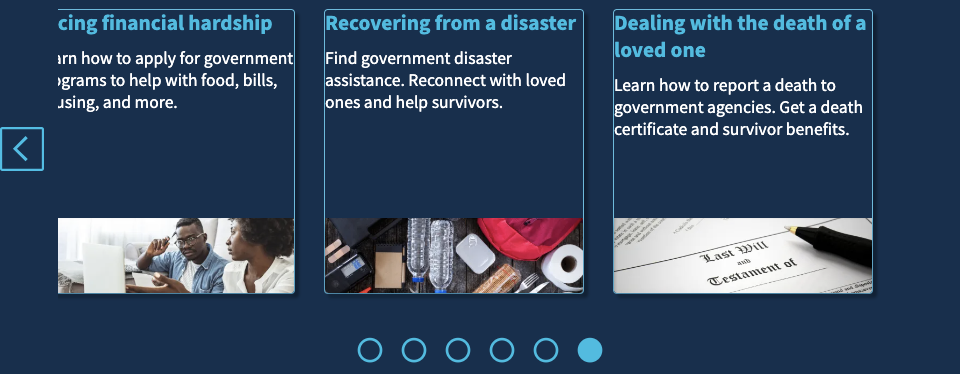 cing financial hardship
arn how to apply for government
ograms to help with food, bills,
using, and more.
Recovering from a disaster
Find government disaster
assistance. Reconnect with loved
ones and help survivors.
Dealing with the death of a
loved one
Learn how to report a death to
government agencies. Get a death
certificate and survivor benefits.
Last Will
and
Testament of